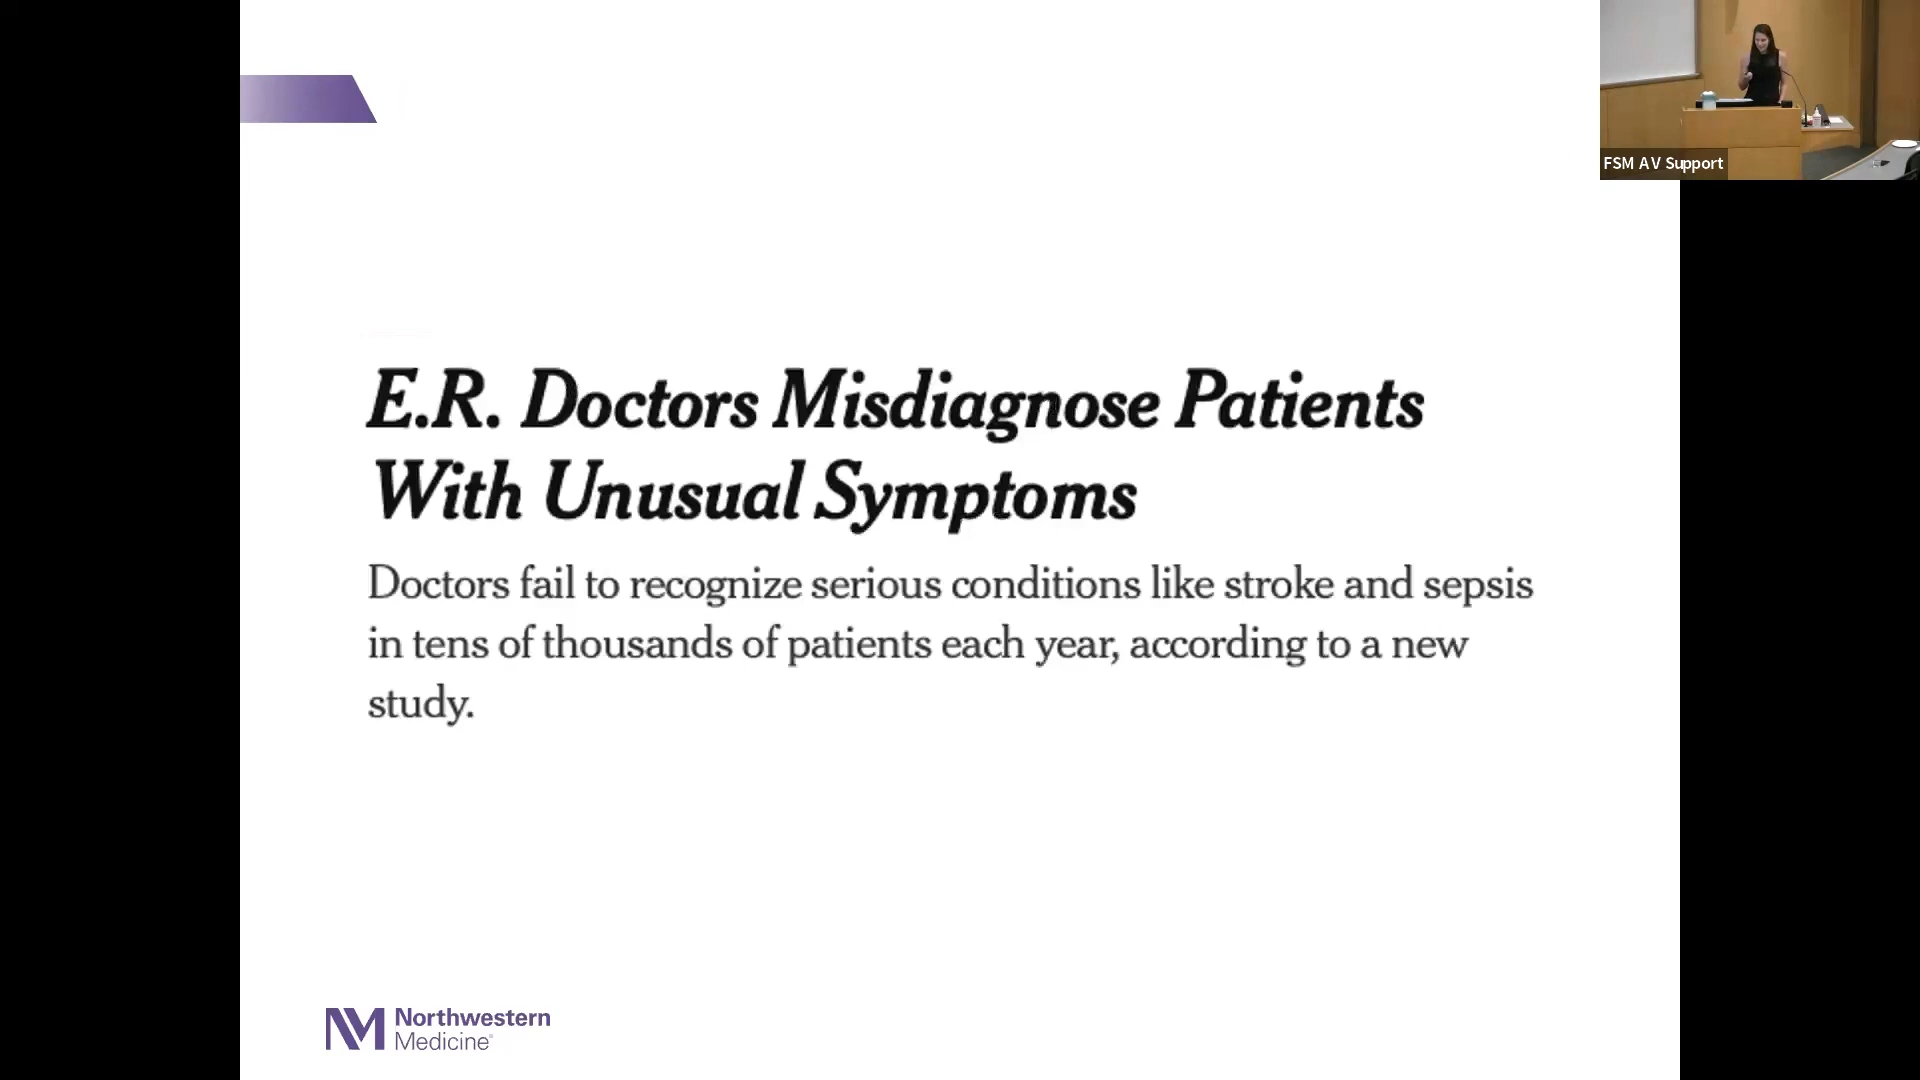 FSM AV Support
E.R. Doctors Misdiagnose Patients
With Unusual Symptoms
Doctors fail to recognize serious conditions like stroke and sepsis
in tens of thousands of patients each year, according to a new
study.
NM Northwestern
Medicine®